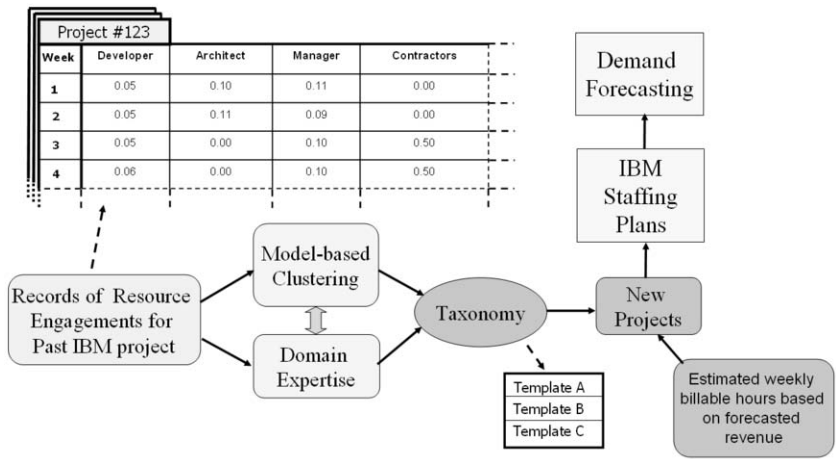 Project #123
Week Developer Architect Manager Contractors
1 0.05 0.10 0.11 0.00
2 0.05 0.11 0.09 0.00
3 0.05 0.00 0.10 0.50
4 0.06 0.00 0.10 0.50
Demand
Forecasting
IBM
Staffing
Plans
Model-based
Clustering
Records of Resource
Engagements for
Past IBM project
Domain
Expertise
Taxonomy
New
Projects
Template A
Template B
Template C
Estimated weekly
billable hours based
on forecasted
revenue